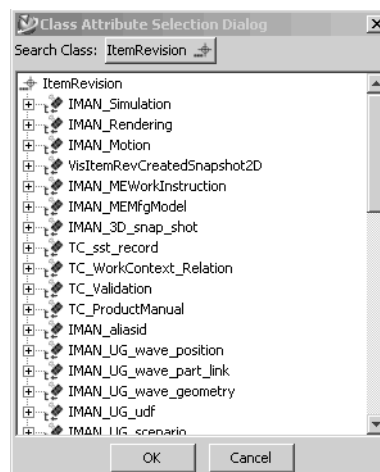 Class Attribute Selection Dialog
Search Class: ItemRevision
ItemRevision
IMAN_Simulation
IMAN_Rendering
IMAN_Motion
VisItemRevCreatedSnapshot2D
IMAN_MEWorkInstruction
IMAN_MEMfgModel
IMAN_3D_snap_shot
TC_sst_record
TC_WorkContext_Relation
TC_Validation
TC_ProductManual
IMAN_aliasid
IMAN_UG_wave_position
IMAN_UG_wave_part_link
IMAN_UG_wave_geometry
IMAN_UG_udf
IMAN_UG_scenario
OK Cancel